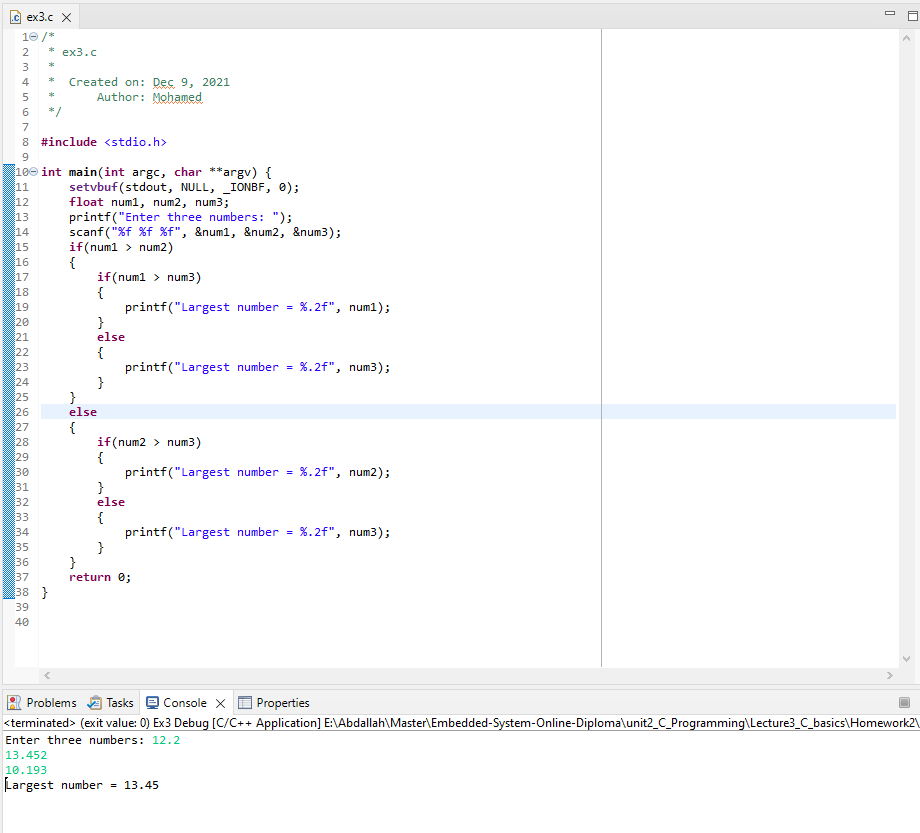 ex3.c
1 /*
2  * ex3.c
3  *
4  *  Created on: Dec 9, 2021
5  *      Author: Mohamed
6  */
7
8 #include <stdio.h>
9
10 int main(int argc, char **argv) {
11     setvbuf(stdout, NULL, _IONBF, 0);
12     float num1, num2, num3;
13     printf("Enter three numbers: ");
14     scanf("%f %f %f", &num1, &num2, &num3);
15     if(num1 > num2)
16     {
17         if(num1 > num3)
18         {
19             printf("Largest number = %.2f", num1);
20         }
21         else
22         {
23             printf("Largest number = %.2f", num3);
24         }
25     }
26     else
27     {
28         if(num2 > num3)
29         {
30             printf("Largest number = %.2f", num2);
31         }
32         else
33         {
34             printf("Largest number = %.2f", num3);
35         }
36     }
37     return 0;
38 }
39
40
Problems Tasks Console Properties
<terminated> (exit value: 0) Ex3 Debug [C/C++ Application] E:\Abdallah\Master\Embedded-System-Online-Diploma\unit2_C_Programming\Lecture3_C_basics\Homework2\
Enter three numbers: 12.2
13.452
10.193
Largest number = 13.45